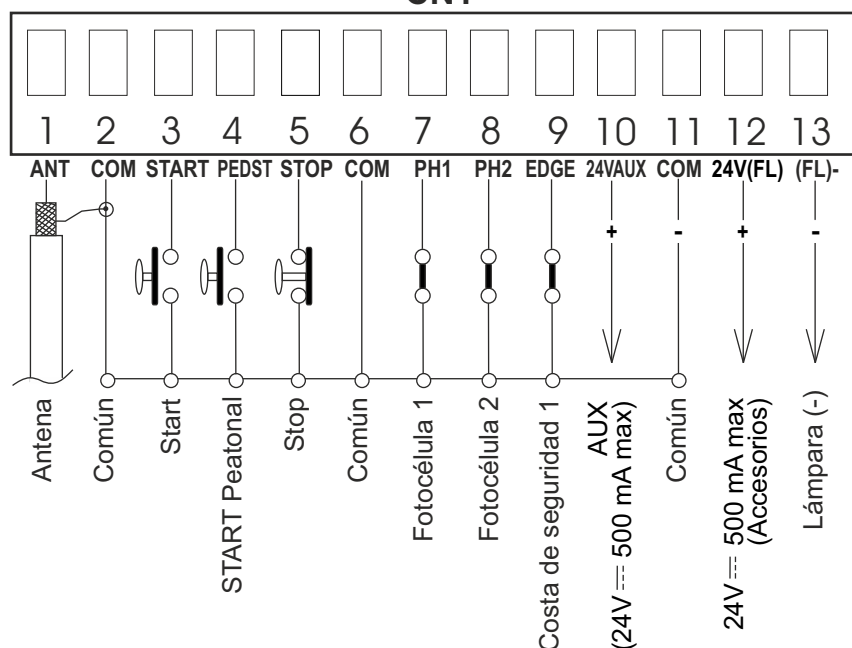 1 2 3 4 5 6 7 8 9 10 11 12 13
ANT COM START PEDST STOP COM PH1 PH2 EDGE 24VAUX COM 24V(FL) (FL)-
+ - + -
Antena
Común
Start
START Peatonal
Stop
Común
Fotocélula 1
Fotocélula 2
Costa de seguridad 1
AUX
(24V 500 mA max)
Común
24V 500 mA max
(Accesorios)
Lámpara (-)